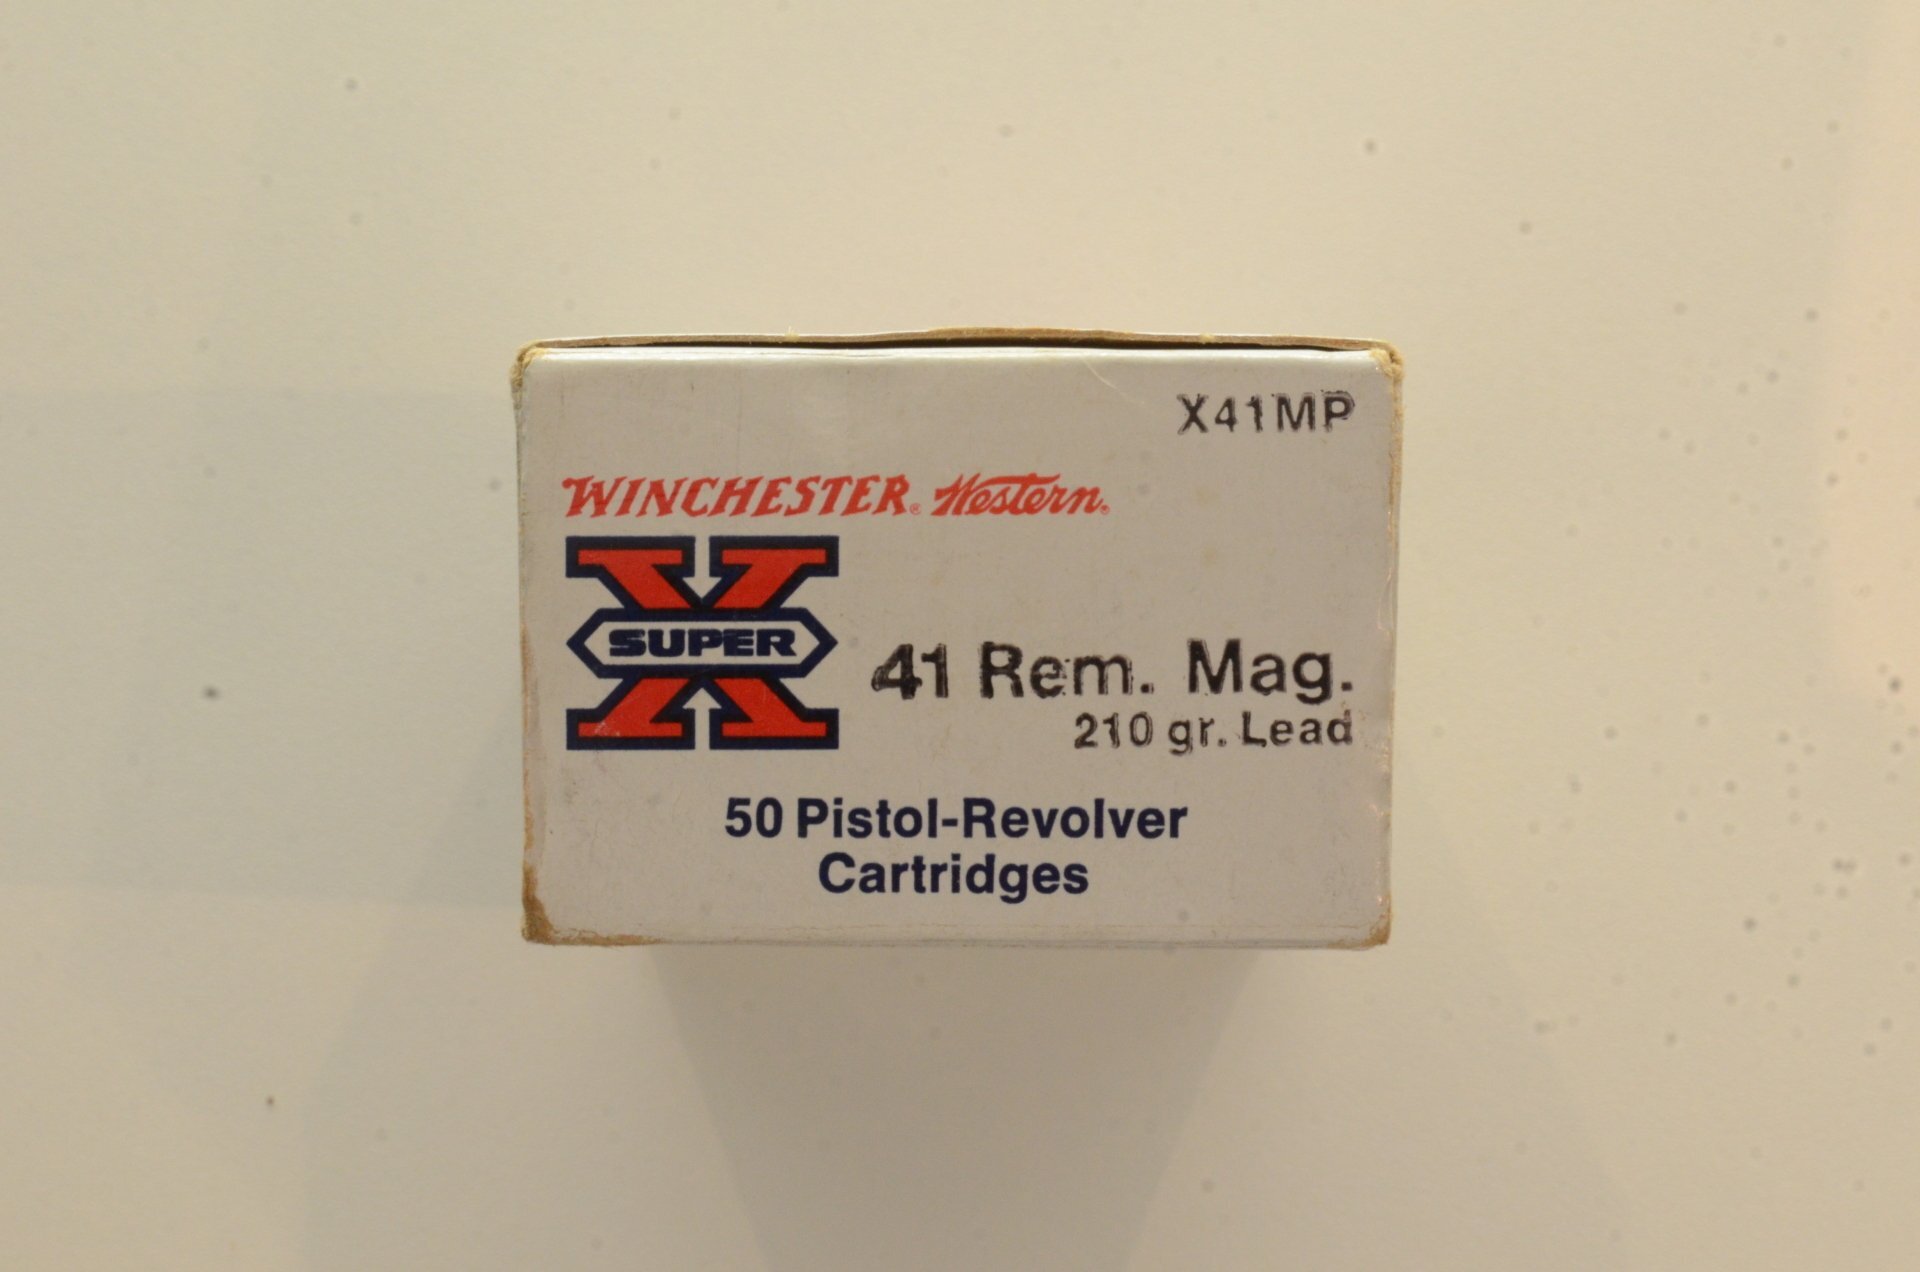 X41MP
WINCHESTER® Western®
X SUPER
41 Rem. Mag.
210 gr. Lead
50 Pistol-Revolver
Cartridges